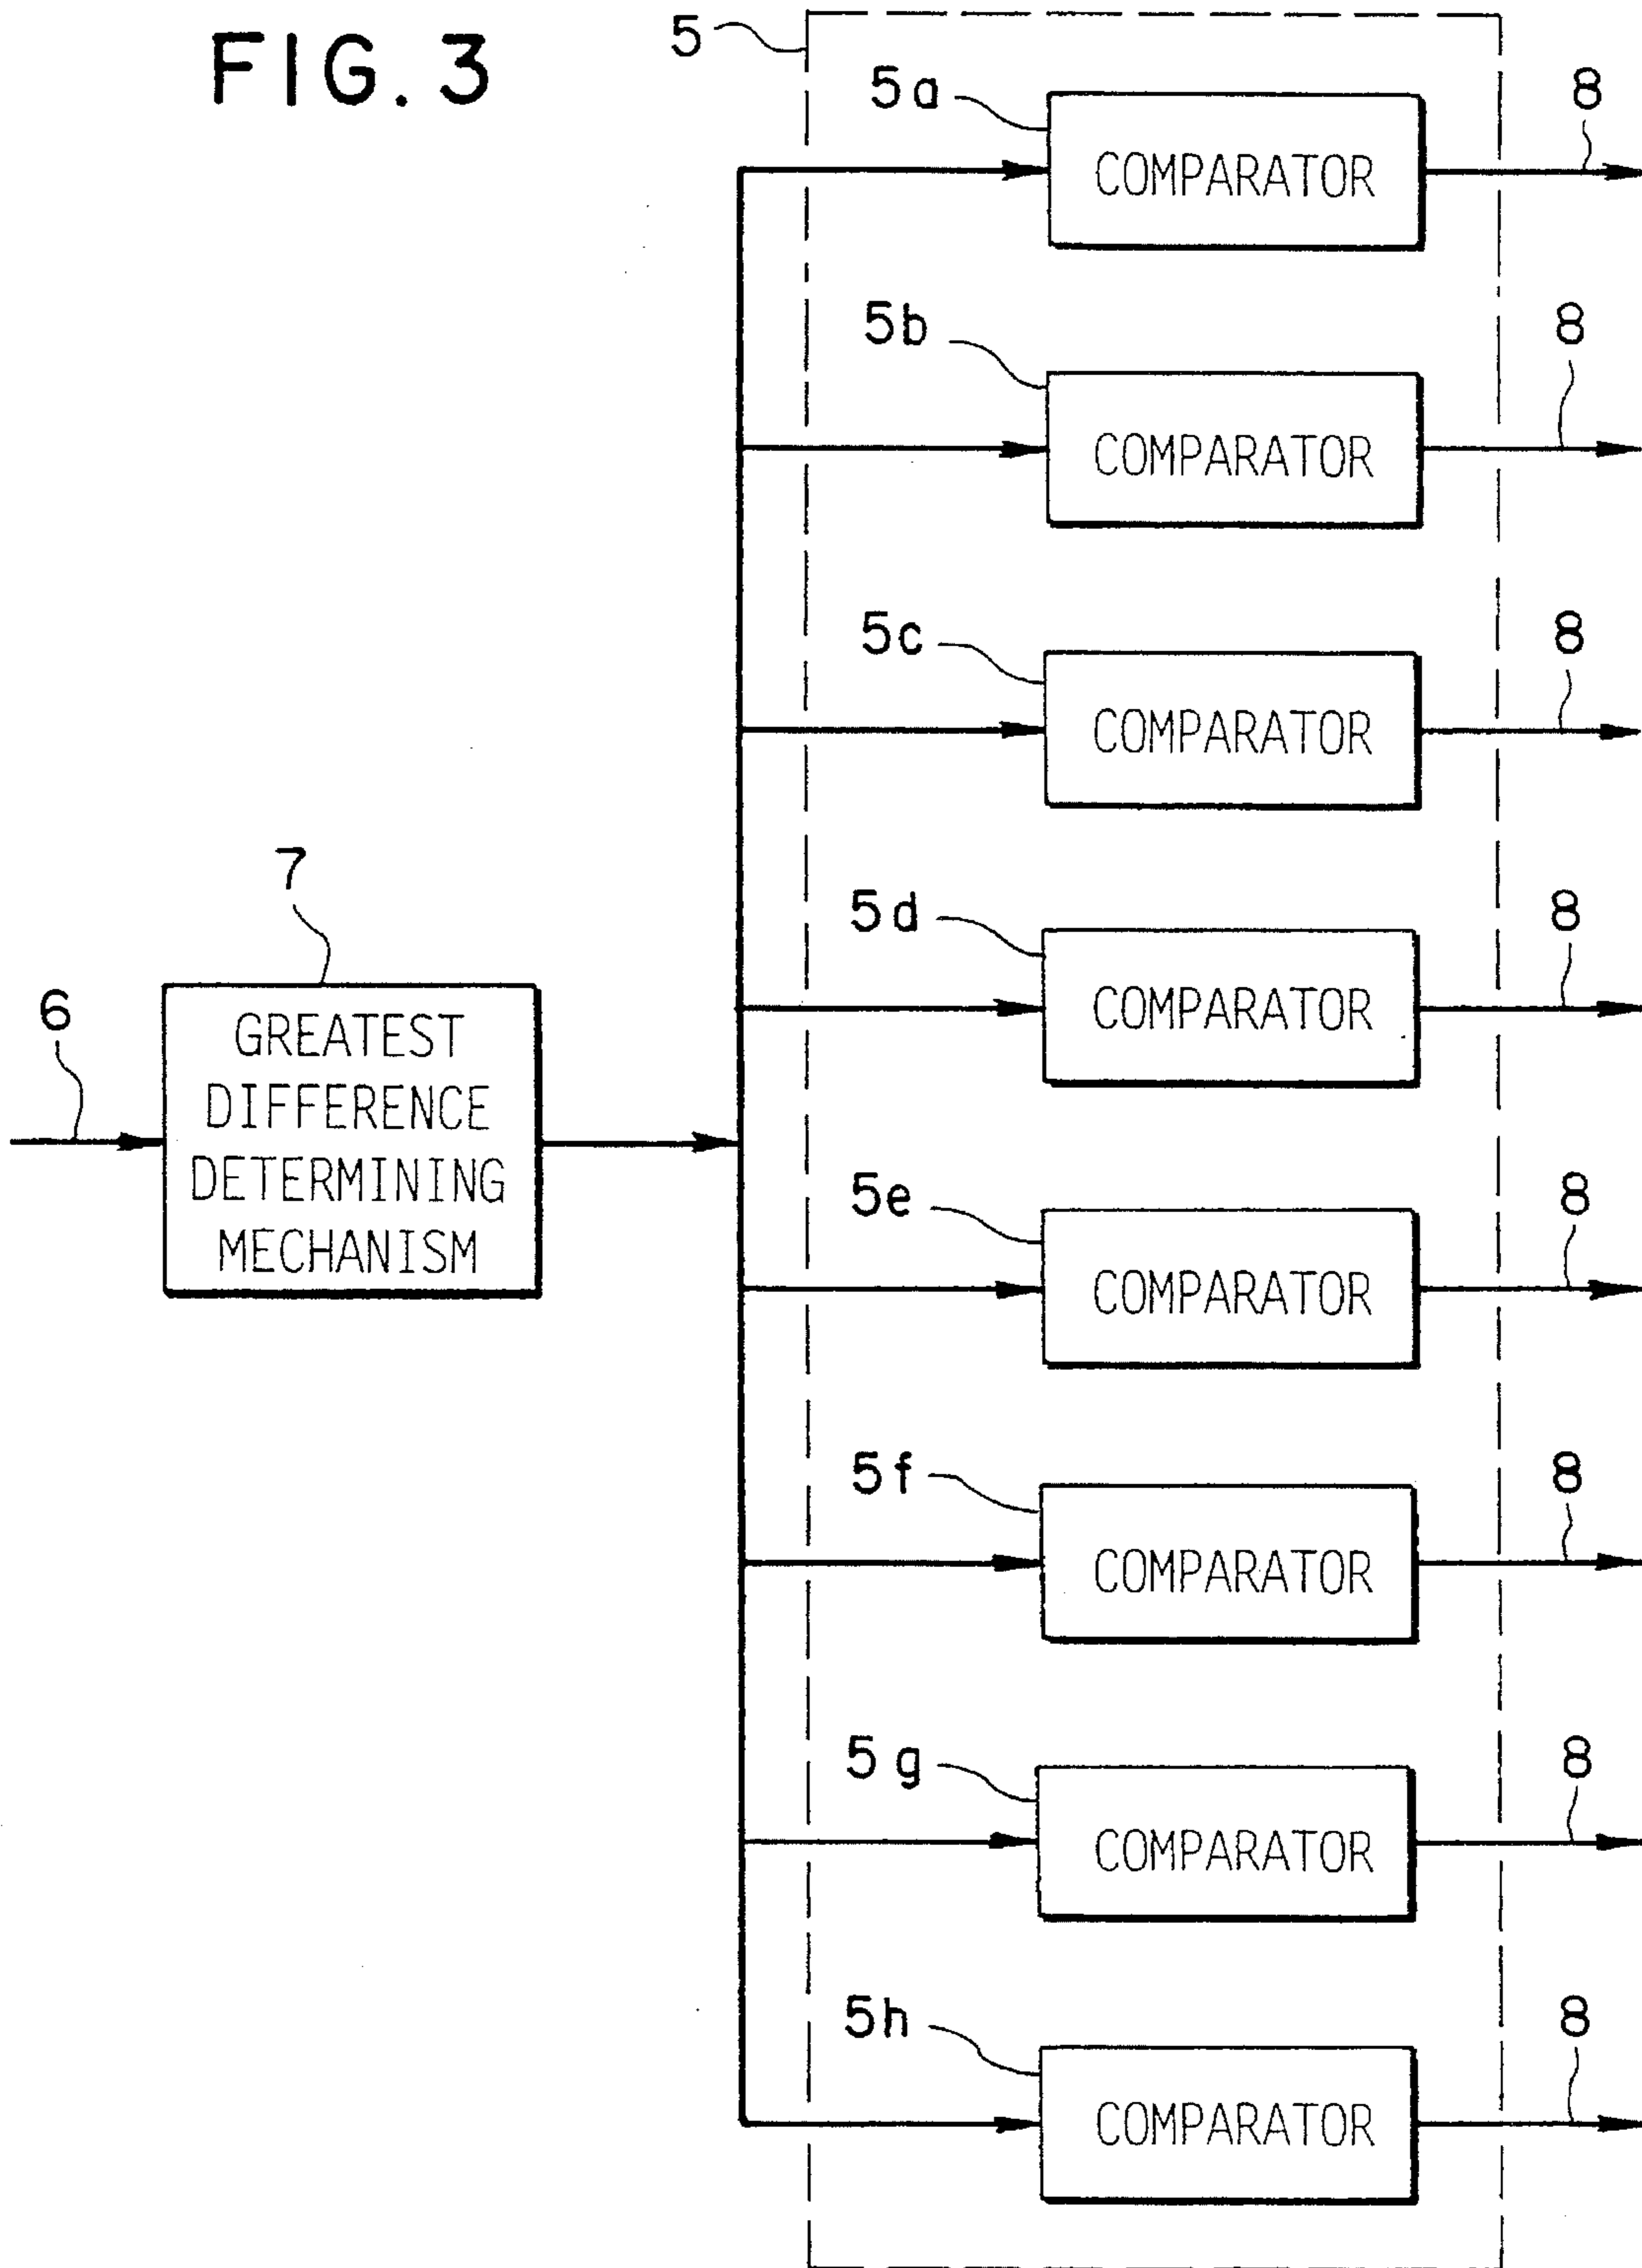 FIG. 3
5
5a
8
COMPARATOR
5b
8
COMPARATOR
5c
8
COMPARATOR
7
5d
8
6
GREATEST
DIFFERENCE
DETERMINING
MECHANISM
COMPARATOR
5e
8
COMPARATOR
5f
8
COMPARATOR
5g
8
COMPARATOR
5h
8
COMPARATOR